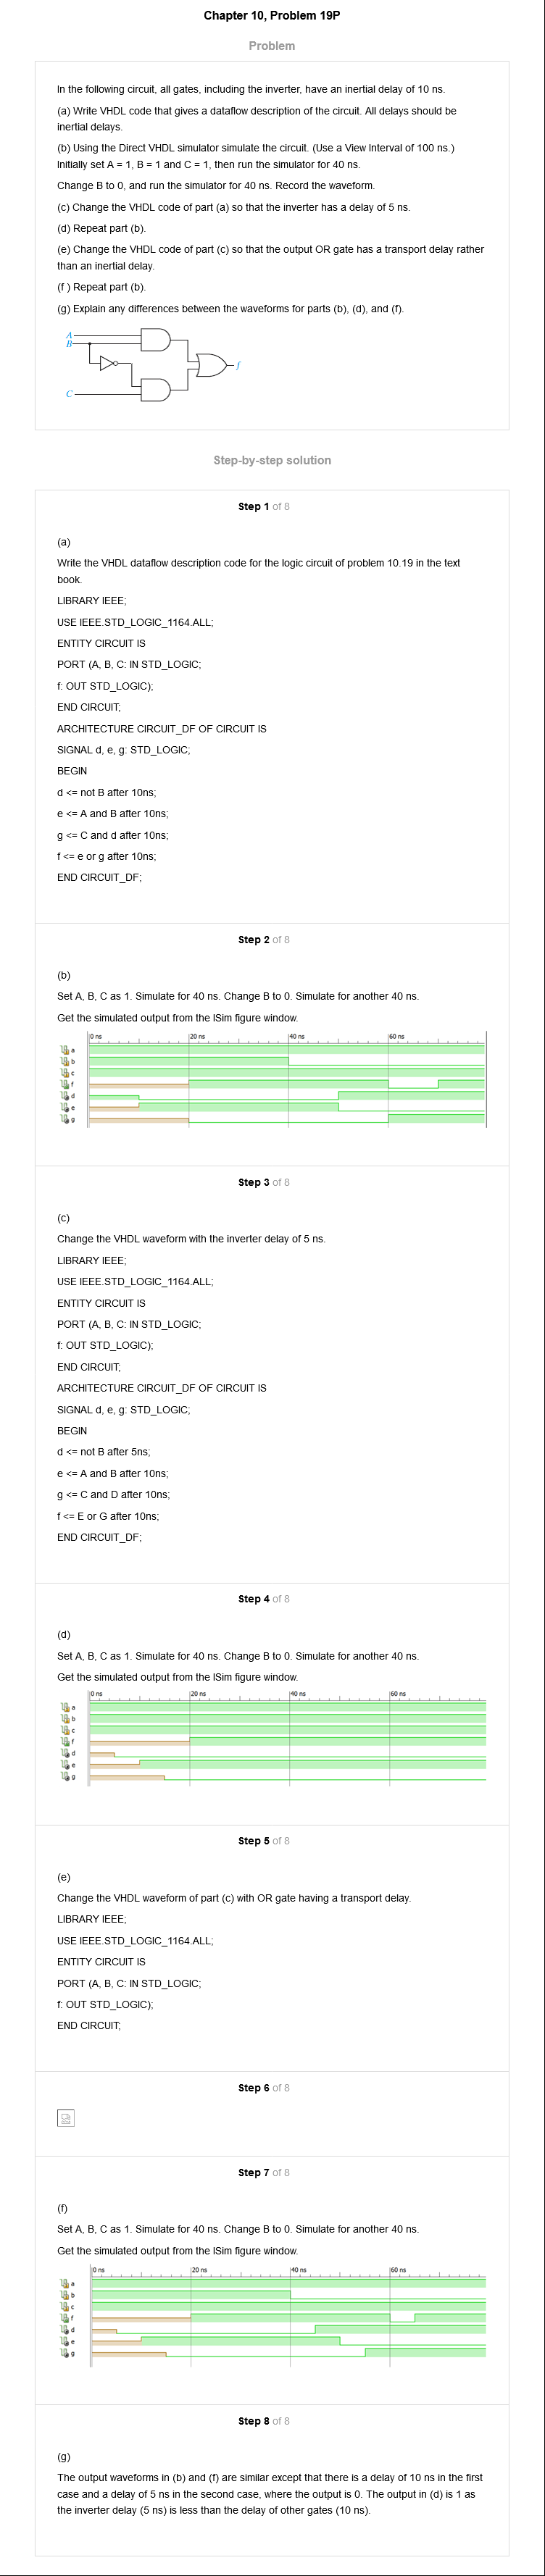 Chapter 10, Problem 19P
Problem
In the following circuit, all gates, including the inverter, have an inertial delay of 10 ns.
(a) Write VHDL code that gives a dataflow description of the circuit. All delays should be
inertial delays.
(b) Using the Direct VHDL simulator simulate the circuit. (Use a View Interval of 100 ns.)
Initially set A = 1, B = 1 and C = 1, then run the simulator for 40 ns.
Change B to 0, and run the simulator for 40 ns. Record the waveform.
(c) Change the VHDL code of part (a) so that the inverter has a delay of 5 ns.
(d) Repeat part (b).
(e) Change the VHDL code of part (c) so that the output OR gate has a transport delay rather
than an inertial delay.
(f ) Repeat part (b).
(g) Explain any differences between the waveforms for parts (b), (d), and (f).
A
B
f
C
Step-by-step solution
Step 1 of 8
(a)
Write the VHDL dataflow description code for the logic circuit of problem 10.19 in the text
book.
LIBRARY IEEE;
USE IEEE.STD_LOGIC_1164.ALL;
ENTITY CIRCUIT IS
PORT (A, B, C: IN STD_LOGIC;
f: OUT STD_LOGIC);
END CIRCUIT;
ARCHITECTURE CIRCUIT_DF OF CIRCUIT IS
SIGNAL d, e, g: STD_LOGIC;
BEGIN
d <= not B after 10ns;
e <= A and B after 10ns;
g <= C and d after 10ns;
f <= e or g after 10ns;
END CIRCUIT_DF;
Step 2 of 8
(b)
Set A, B, C as 1. Simulate for 40 ns. Change B to 0. Simulate for another 40 ns.
Get the simulated output from the ISim figure window.
0 ns 20 ns 40 ns 60 ns
a
b
c
f
d
e
g
Step 3 of 8
(c)
Change the VHDL waveform with the inverter delay of 5 ns.
LIBRARY IEEE;
USE IEEE.STD_LOGIC_1164.ALL;
ENTITY CIRCUIT IS
PORT (A, B, C: IN STD_LOGIC;
f: OUT STD_LOGIC);
END CIRCUIT;
ARCHITECTURE CIRCUIT_DF OF CIRCUIT IS
SIGNAL d, e, g: STD_LOGIC;
BEGIN
d <= not B after 5ns;
e <= A and B after 10ns;
g <= C and D after 10ns;
f <= E or G after 10ns;
END CIRCUIT_DF;
Step 4 of 8
(d)
Set A, B, C as 1. Simulate for 40 ns. Change B to 0. Simulate for another 40 ns.
Get the simulated output from the ISim figure window.
0 ns 20 ns 40 ns 60 ns
a
b
c
f
d
e
g
Step 5 of 8
(e)
Change the VHDL waveform of part (c) with OR gate having a transport delay.
LIBRARY IEEE;
USE IEEE.STD_LOGIC_1164.ALL;
ENTITY CIRCUIT IS
PORT (A, B, C: IN STD_LOGIC;
f: OUT STD_LOGIC);
END CIRCUIT;
Step 6 of 8
Step 7 of 8
(f)
Set A, B, C as 1. Simulate for 40 ns. Change B to 0. Simulate for another 40 ns.
Get the simulated output from the ISim figure window.
0 ns 20 ns 40 ns 60 ns
a
b
c
f
d
e
g
Step 8 of 8
(g)
The output waveforms in (b) and (f) are similar except that there is a delay of 10 ns in the first
case and a delay of 5 ns in the second case, where the output is 0. The output in (d) is 1 as
the inverter delay (5 ns) is less than the delay of other gates (10 ns).